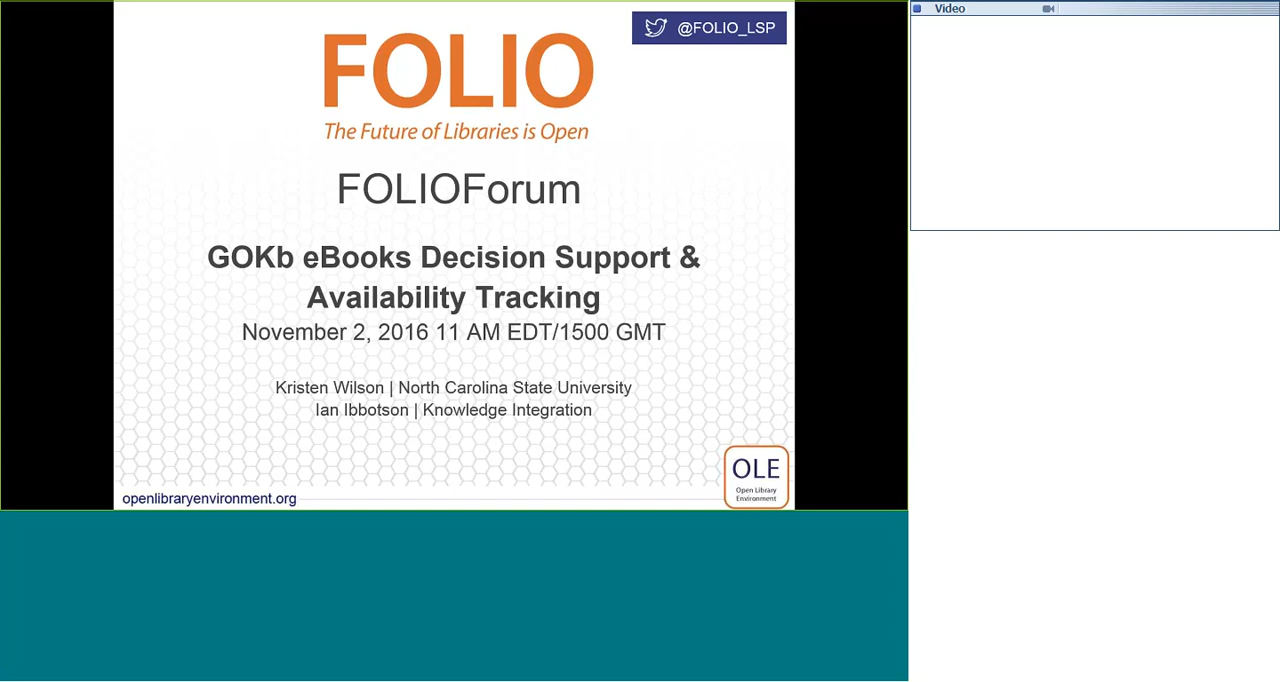 Video
@FOLIO_LSP
FOLIO
The Future of Libraries is Open
FOLIOForum
GOKb eBooks Decision Support &
Availability Tracking
November 2, 2016 11 AM EDT/1500 GMT
Kristen Wilson | North Carolina State University
Ian Ibbotson | Knowledge Integration
OLE
Open Library
Environment
openlibraryenvironment.org